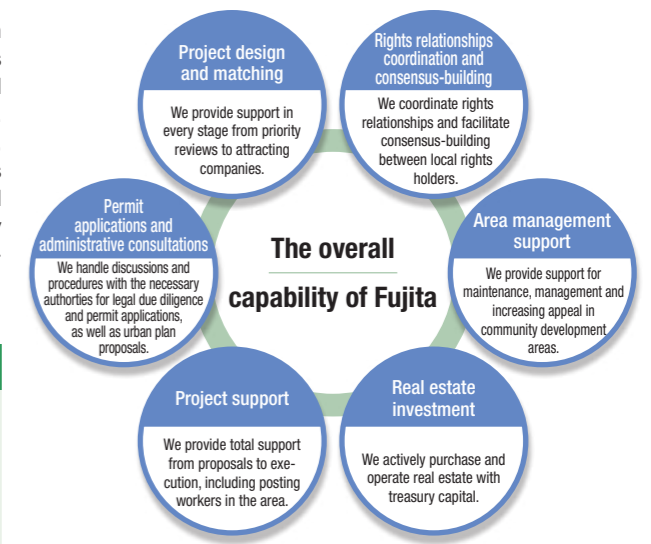 Project design
and matching
We provide support in
every stage from priority
reviews to attracting
companies.
Rights relationships
coordination and
consensus-building
We coordinate rights
relationships and facilitate
consensus-building
between local rights
holders.
Permit
applications and
administrative consultations
We handle discussions and
procedures with the necessary
authorties for legal due diligence
and permit applications,
as well as urban plan
proposals.
The overall
capability of Fujita
Area management
support
We provide support for
maintenance, management and
increasing appeal in
community development
areas.
Project support
We provide total support
from proposals to exe-
cution, including posting
workers in the area.
Real estate
investment
We actively purchase and
operate real estate with
treasury capital.